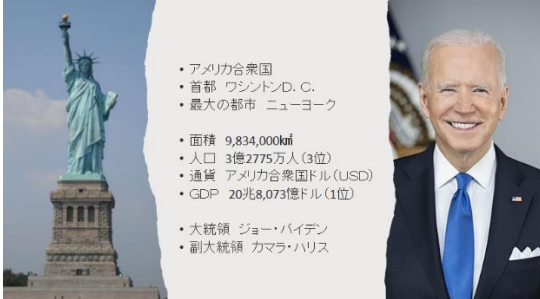 • アメリカ合衆国
• 首都 ワシントンD. C.
• 最大の都市 ニューヨーク
• 面積 9,834,000㎢
• 人口 3億2775万人(3位)
• 通貨 アメリカ合衆国ドル(USD)
• GDP 20兆8,073億ドル(1位)
• 大統領 ジョー・バイデン
• 副大統領 カマラ・ハリス